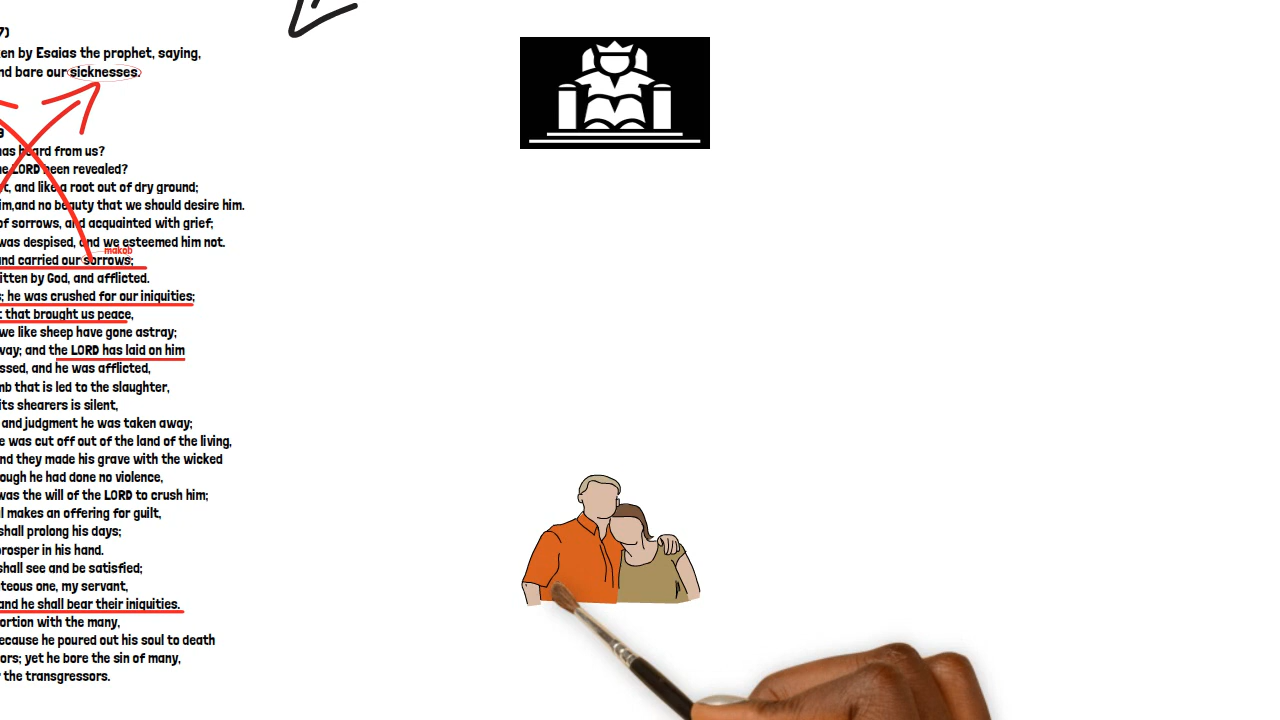 7)
en by Esaias the prophet, saying,
nd bare our sicknesses.
has heard from us?
he LORD been revealed?
t, and like a root out of dry ground;
im,and no beauty that we should desire him.
of sorrows, and acquainted with grief;
was despised, and we esteemed him not.
makob
and carried our sorrows;
itten by God, and afflicted.
s; he was crushed for our iniquities;
t that brought us peace,
we like sheep have gone astray;
way; and the LORD has laid on him
ssed, and he was afflicted,
mb that is led to the slaughter,
its shearers is silent,
and judgment he was taken away;
e was cut off out of the land of the living,
nd they made his grave with the wicked
ough he had done no violence,
was the will of the LORD to crush him;
l makes an offering for guilt,
shall prolong his days;
prosper in his hand.
shall see and be satisfied;
hteous one, my servant,
and he shall bear their iniquities.
ortion with the many,
ecause he poured out his soul to death
ors; yet he bore the sin of many,
r the transgressors.